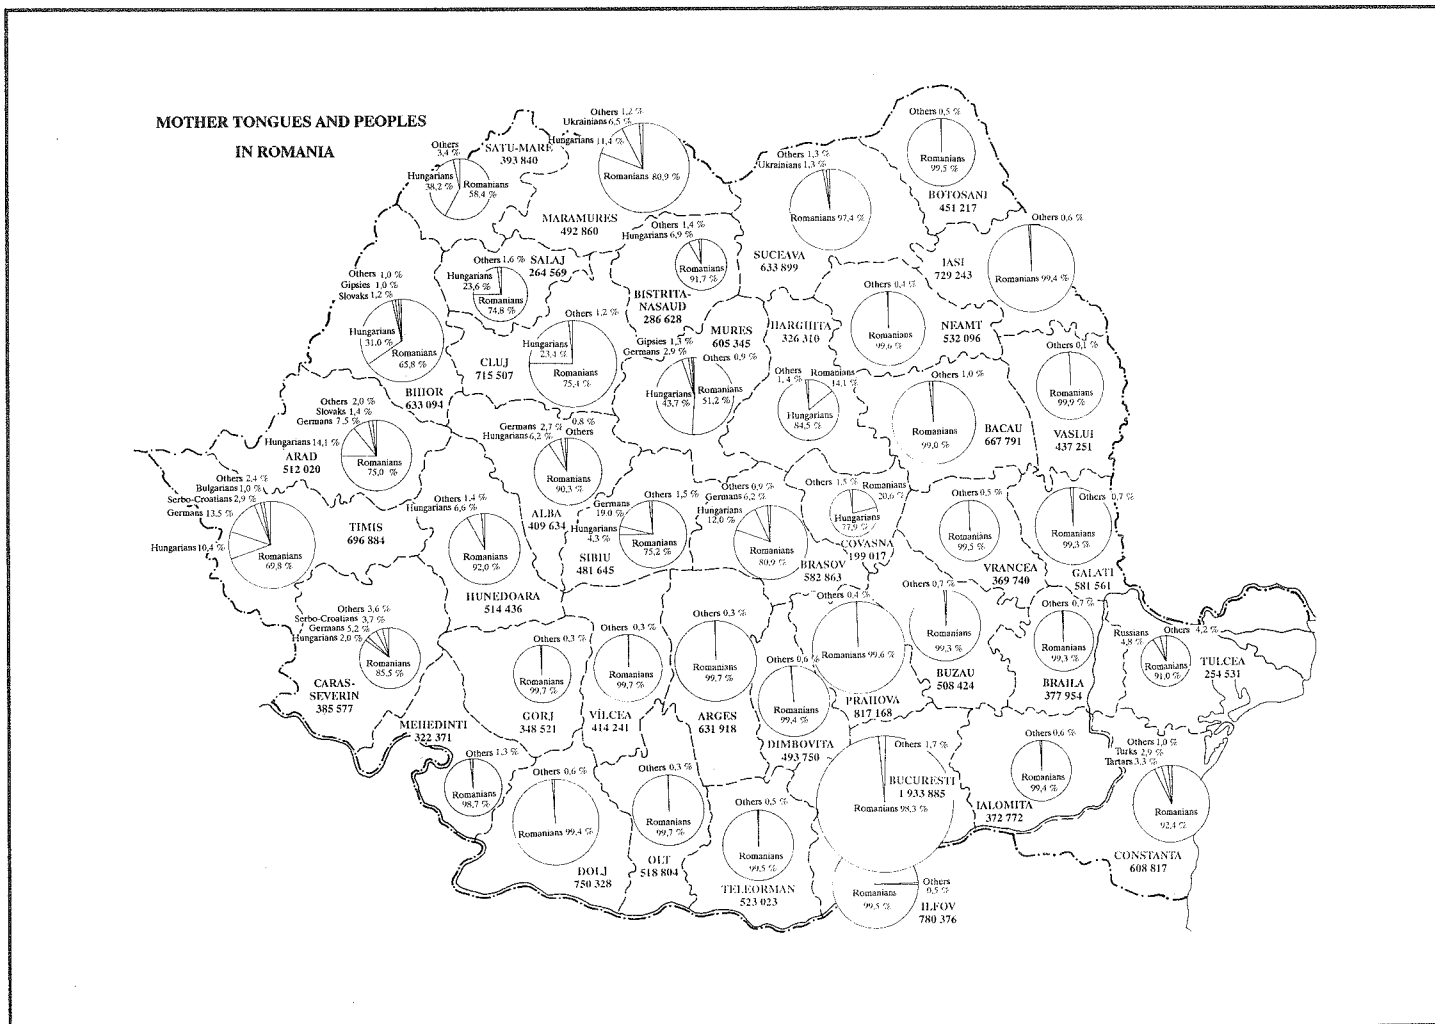 MOTHER TONGUES AND PEOPLES
IN ROMANIA
Others
3,4 %
SATU-MARE
393 840
Hungarians
38,2 %
Romanians
58,4 %
Others 1,2 %
Ukrainians 6,5 %
Hungarians 11,4 %
Romanians 80,9 %
MARAMURES
492 860
Others 1,3 %
Ukrainians 1,3 %
Romanians 97,4 %
SUCEAVA
633 899
Others 0,5 %
Romanians
99,5 %
BOTOSANI
451 217
Others 0,6 %
IASI
729 243
Romanians 99,4 %
Others 1,6 %
SALAJ
264 569
Hungarians
23,6 %
Romanians
74,8 %
Others 1,4 %
Hungarians 6,9 %
Romanians
91,7 %
BISTRITA-
NASAUD
286 628
Others 1,0 %
Gipsies 1,0 %
Slovaks 1,2 %
Hungarians
31,0 %
Romanians
65,8 %
BIHOR
633 094
Others 1,2 %
Hungarians
23,4 %
Romanians
75,4 %
CLUJ
715 507
MURES
605 345
Gipsies 1,3 %
Germans 2,9 %
Others 0,9 %
Hungarians
43,7 %
Romanians
51,2 %
HARGHITA
326 310
Others
1,4 %
Romanians
14,1 %
Hungarians
84,5 %
Others 0,4 %
Romanians
99,6 %
NEAMT
532 096
Others 1,0 %
Romanians
99,0 %
BACAU
667 791
Others 0,1 %
Romanians
99,9 %
VASLUI
437 251
Others 2,0 %
Slovaks 1,4 %
Germans 7,5 %
Hungarians 14,1 %
Romanians
75,0 %
ARAD
512 020
Germans 2,7 %
Hungarians 6,2 %
0,8 %
Others
Romanians
90,3 %
ALBA
409 634
Others 2,4 %
Bulgarians 1,0 %
Serbo-Croatians 2,9 %
Germans 13,5 %
Hungarians 10,4 %
Romanians
69,8 %
TIMIS
696 884
Others 1,4 %
Hungarians 6,6 %
Romanians
92,0 %
HUNEDOARA
514 436
Others 1,5 %
Germans
19,0 %
Hungarians
4,3 %
Romanians
75,2 %
SIBIU
481 645
Others 0,9 %
Germans 6,2 %
Hungarians
12,0 %
Romanians
80,9 %
BRASOV
582 863
Others 1,5 %
Romanians
20,6 %
Hungarians
77,9 %
COVASNA
199 017
Others 0,5 %
Romanians
99,5 %
VRANCEA
369 740
Others 0,7 %
Romanians
99,3 %
GALATI
581 561
Others 3,6 %
Serbo-Croatians 3,7 %
Germans 5,2 %
Hungarians 2,0 %
Romanians
85,5 %
CARAS-
SEVERIN
385 577
Others 0,3 %
Romanians
99,7 %
GORJ
348 521
Others 0,3 %
Romanians
99,7 %
VÎLCEA
414 241
Others 0,3 %
Romanians
99,7 %
ARGES
631 918
Others 0,6 %
Romanians
99,4 %
DIMBOVITA
493 750
Others 0,4 %
Romanians 99,6 %
PRAHOVA
817 168
Others 0,7 %
Romanians
99,3 %
BUZAU
508 424
Others 0,7 %
Romanians
99,3 %
BRAILA
377 954
Russians
4,8 %
Others 4,2 %
Romanians
91,0 %
TULCEA
254 531
MEHEDINTI
322 371
Others 1,3 %
Romanians
98,7 %
Others 0,6 %
Romanians 99,4 %
DOLJ
750 328
Others 0,3 %
Romanians
99,7 %
OLT
518 804
Others 0,5 %
Romanians
99,5 %
TELEORMAN
523 023
Others 1,7 %
BUCURESTI
1 933 885
Romanians 98,3 %
Others
0,5 %
Romanians
99,5 %
ILFOV
780 376
Others 0,6 %
Romanians
99,4 %
IALOMITA
372 772
Others 1,0 %
Turks 2,9 %
Tartars 3,3 %
Romanians
92,4 %
CONSTANTA
608 817